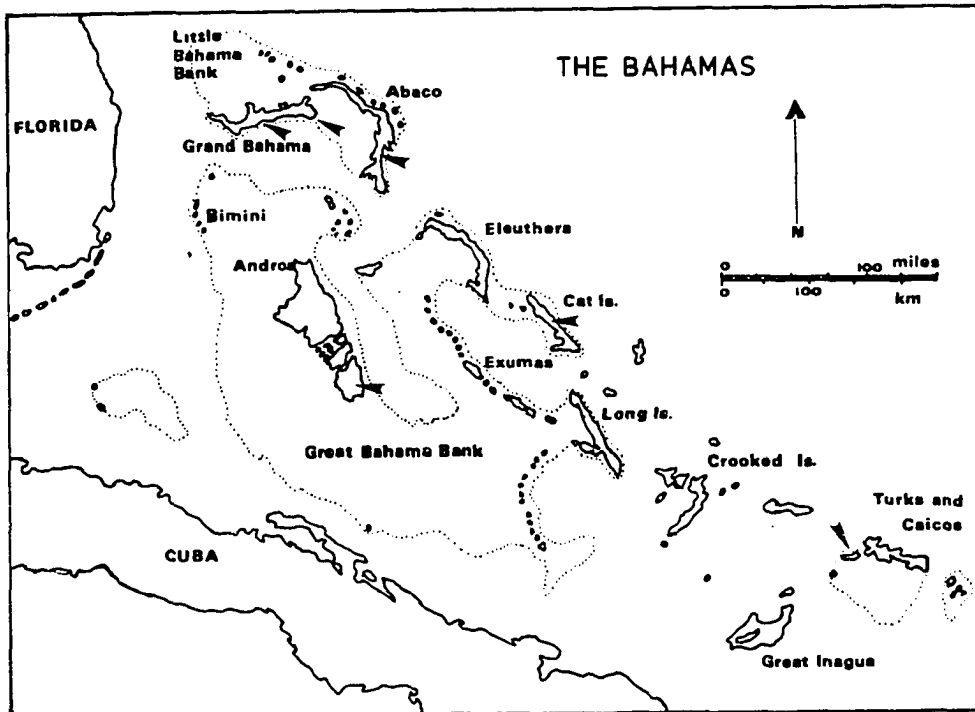 Little
Bahama
Bank
THE BAHAMAS
Abaco
FLORIDA
Grand Bahama
N
Bimini
Eleuthera
Andros
0 100 miles
0 100 km
Cat Is.
Exumas
Long Is.
Great Bahama Bank
Crooked Is.
Turks and
Caicos
CUBA
Great Inagua